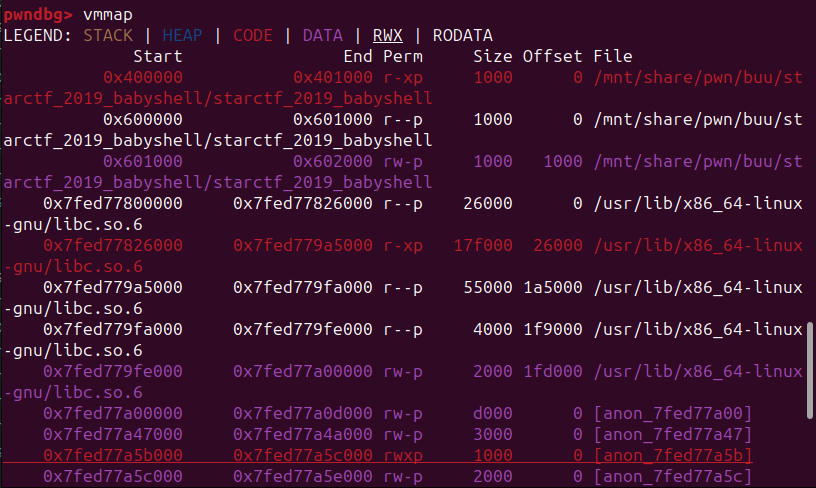 pwndbg> vmmap
LEGEND: STACK | HEAP | CODE | DATA | RWX | RODATA
Start End Perm Size Offset File
0x400000 0x401000 r-xp 1000 0 /mnt/share/pwn/buu/st
arctf_2019_babyshell/starctf_2019_babyshell
0x600000 0x601000 r--p 1000 0 /mnt/share/pwn/buu/st
arctf_2019_babyshell/starctf_2019_babyshell
0x601000 0x602000 rw-p 1000 1000 /mnt/share/pwn/buu/st
arctf_2019_babyshell/starctf_2019_babyshell
0x7fed77800000 0x7fed77826000 r--p 26000 0 /usr/lib/x86_64-linux
-gnu/libc.so.6
0x7fed77826000 0x7fed779a5000 r-xp 17f000 26000 /usr/lib/x86_64-linux
-gnu/libc.so.6
0x7fed779a5000 0x7fed779fa000 r--p 55000 1a5000 /usr/lib/x86_64-linux
-gnu/libc.so.6
0x7fed779fa000 0x7fed779fe000 r--p 4000 1f9000 /usr/lib/x86_64-linux
-gnu/libc.so.6
0x7fed779fe000 0x7fed77a00000 rw-p 2000 1fd000 /usr/lib/x86_64-linux
-gnu/libc.so.6
0x7fed77a00000 0x7fed77a0d000 rw-p d000 0 [anon_7fed77a00]
0x7fed77a47000 0x7fed77a4a000 rw-p 3000 0 [anon_7fed77a47]
0x7fed77a5b000 0x7fed77a5c000 rwxp 1000 0 [anon_7fed77a5b]
0x7fed77a5c000 0x7fed77a5e000 rw-p 2000 0 [anon_7fed77a5c]